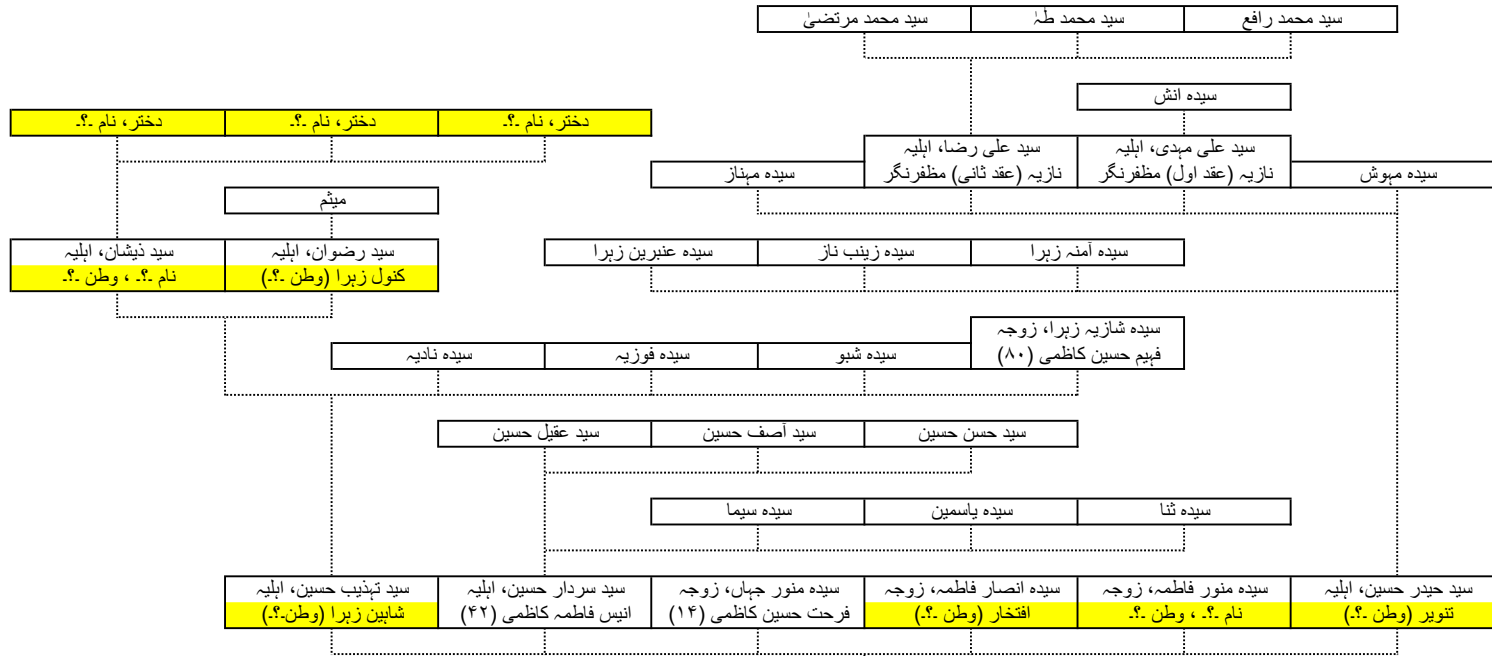 سید محمد رافع
سید محمد طہٰ
سید محمد مرتضیٰ
سیدہ انش
دختر، نام ۔؟۔
دختر، نام ۔؟۔
دختر، نام ۔؟۔
سیدہ مہوش
سید علی مہدی، اہلیہ
نازیہ (عقد اول) مظفرنگر
سید علی رضا، اہلیہ
نازیہ (عقد ثانی) مظفرنگر
سیدہ مہناز
میثم
سیدہ آمنہ زہرا
سیدہ زینب ناز
سیدہ عنبرین زہرا
سید رضوان، اہلیہ
کنول زہرا (وطن ۔؟۔)
سید ذیشان، اہلیہ
نام ۔؟۔ ، وطن ۔؟۔
سیدہ شازیہ زہرا، زوجہ
فہیم حسین کاظمی (۸۰)
سیدہ شبو
سیدہ فوزیہ
سیدہ نادیہ
سید حسن حسین
سید آصف حسین
سید عقیل حسین
سیدہ ثنا
سیدہ یاسمین
سیدہ سیما
سید حیدر حسین، اہلیہ
تنویر (وطن ۔؟۔)
سیدہ منور فاطمہ، زوجہ
نام ۔؟۔ ، وطن ۔؟۔
سیدہ انصار فاطمہ، زوجہ
افتخار (وطن ۔؟۔)
سیدہ منور جہاں، زوجہ
فرحت حسین کاظمی (۱۴)
سید سردار حسین، اہلیہ
انیس فاطمہ کاظمی (۴۲)
سید تہذیب حسین، اہلیہ
شاہین زہرا (وطن۔؟۔)